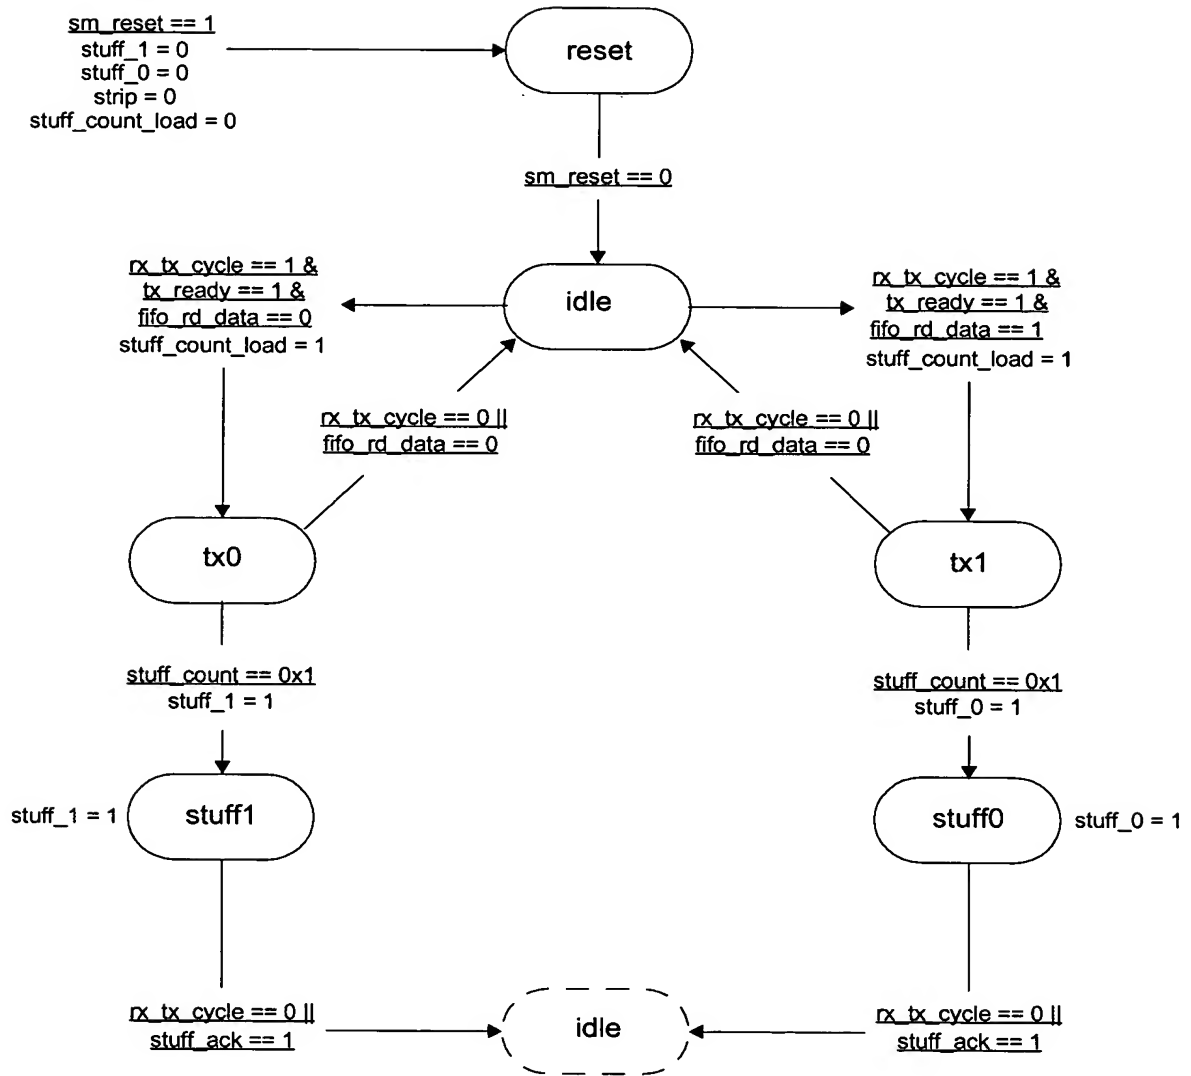 sm_reset == 1
stuff_1 = 0
stuff_0 = 0
strip = 0
stuff_count_load = 0
reset
sm_reset == 0
idle
rx_tx_cycle == 1 &
tx_ready == 1 &
fifo_rd_data == 0
stuff_count_load = 1
rx_tx_cycle == 1 &
tx_ready == 1 &
fifo_rd_data == 1
stuff_count_load = 1
rx_tx_cycle == 0 ||
fifo_rd_data == 0
rx_tx_cycle == 0 ||
fifo_rd_data == 0
tx0
tx1
stuff_count == 0x1
stuff_1 = 1
stuff_count == 0x1
stuff_0 = 1
stuff_1 = 1
stuff1
stuff0
stuff_0 = 1
rx_tx_cycle == 0 ||
stuff_ack == 1
idle
rx_tx_cycle == 0 ||
stuff_ack == 1